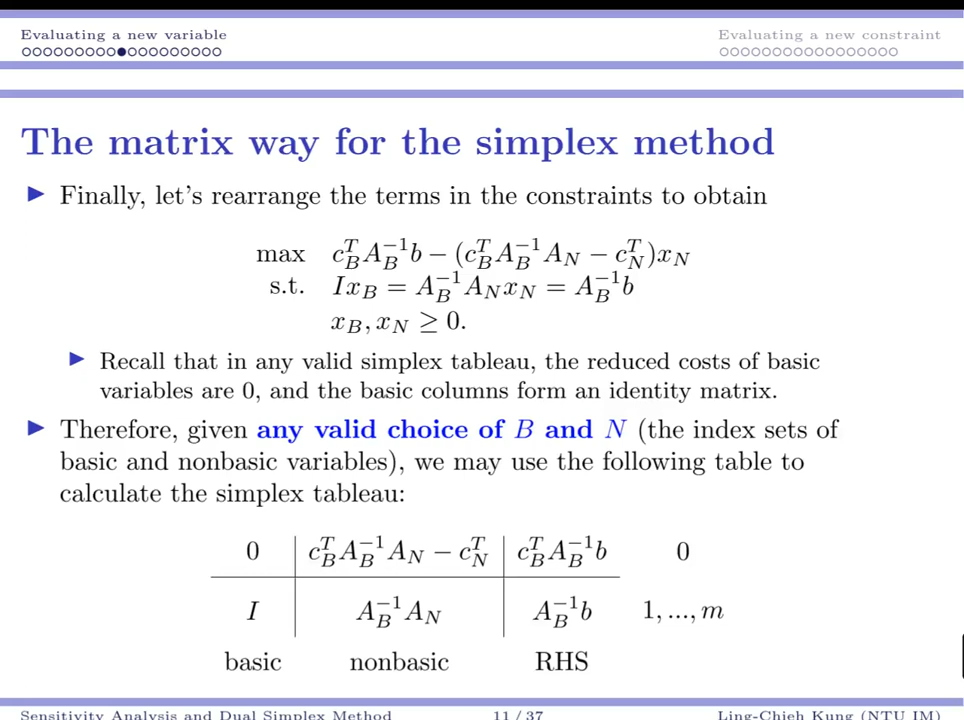 Evaluating a new variable
Evaluating a new constraint
The matrix way for the simplex method
Finally, let's rearrange the terms in the constraints to obtain
max c_B^T A_B^{-1} b − (c_B^T A_B^{-1} A_N − c_N^T) x_N
s.t. I x_B = A_B^{-1} A_N x_N = A_B^{-1} b
x_B, x_N ≥ 0.
Recall that in any valid simplex tableau, the reduced costs of basic
variables are 0, and the basic columns form an identity matrix.
Therefore, given any valid choice of B and N (the index sets of
basic and nonbasic variables), we may use the following table to
calculate the simplex tableau:
0 c_B^T A_B^{-1} A_N − c_N^T c_B^T A_B^{-1} b 0
I A_B^{-1} A_N A_B^{-1} b 1, ..., m
basic nonbasic RHS
Sensitivity Analysis and Dual Simplex Method 11 / 37 Ling-Chieh Kung (NTU IM)